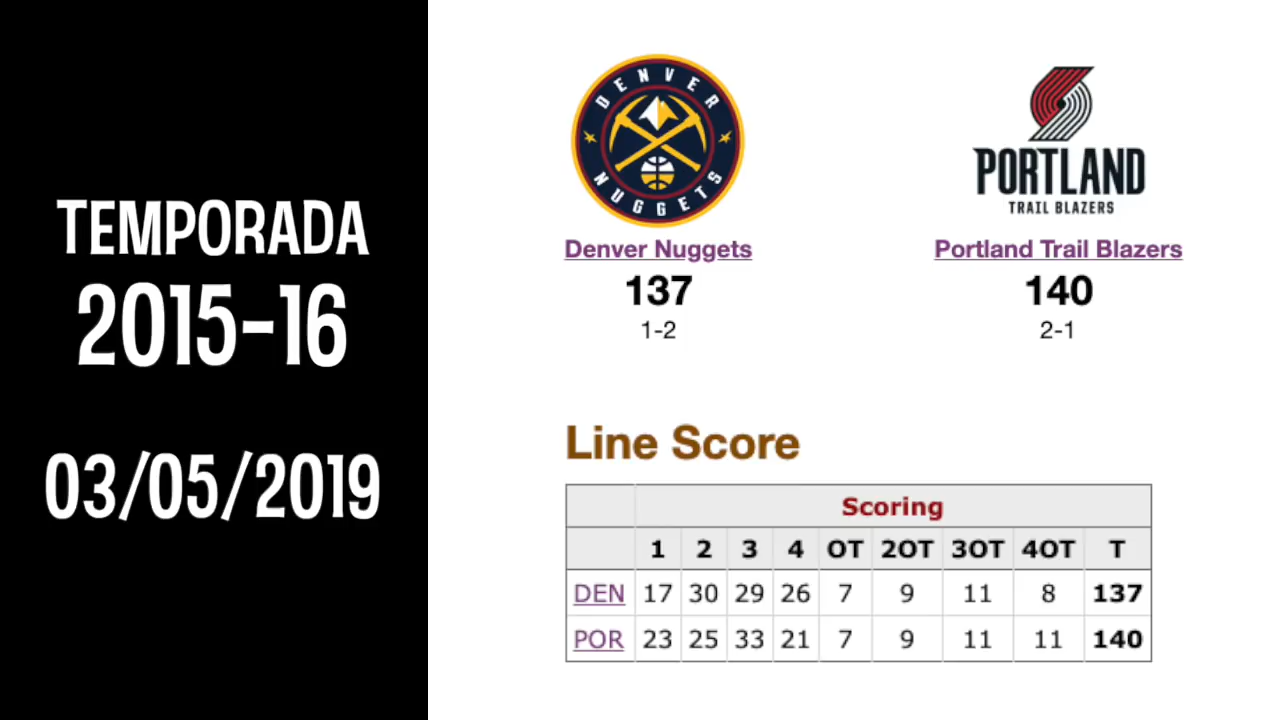 TEMPORADA
2015-16
03/05/2019
DENVER NUGGETS
PORTLAND
TRAIL BLAZERS
Denver Nuggets
Portland Trail Blazers
137
140
1-2
2-1
Line Score
Scoring
1 2 3 4 OT 2OT 3OT 4OT T
DEN 17 30 29 26 7 9 11 8 137
POR 23 25 33 21 7 9 11 11 140